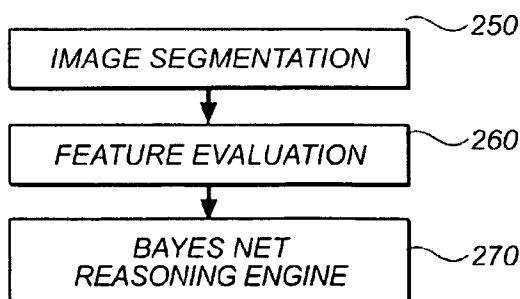 250
IMAGE SEGMENTATION
260
FEATURE EVALUATION
270
BAYES NET
REASONING ENGINE